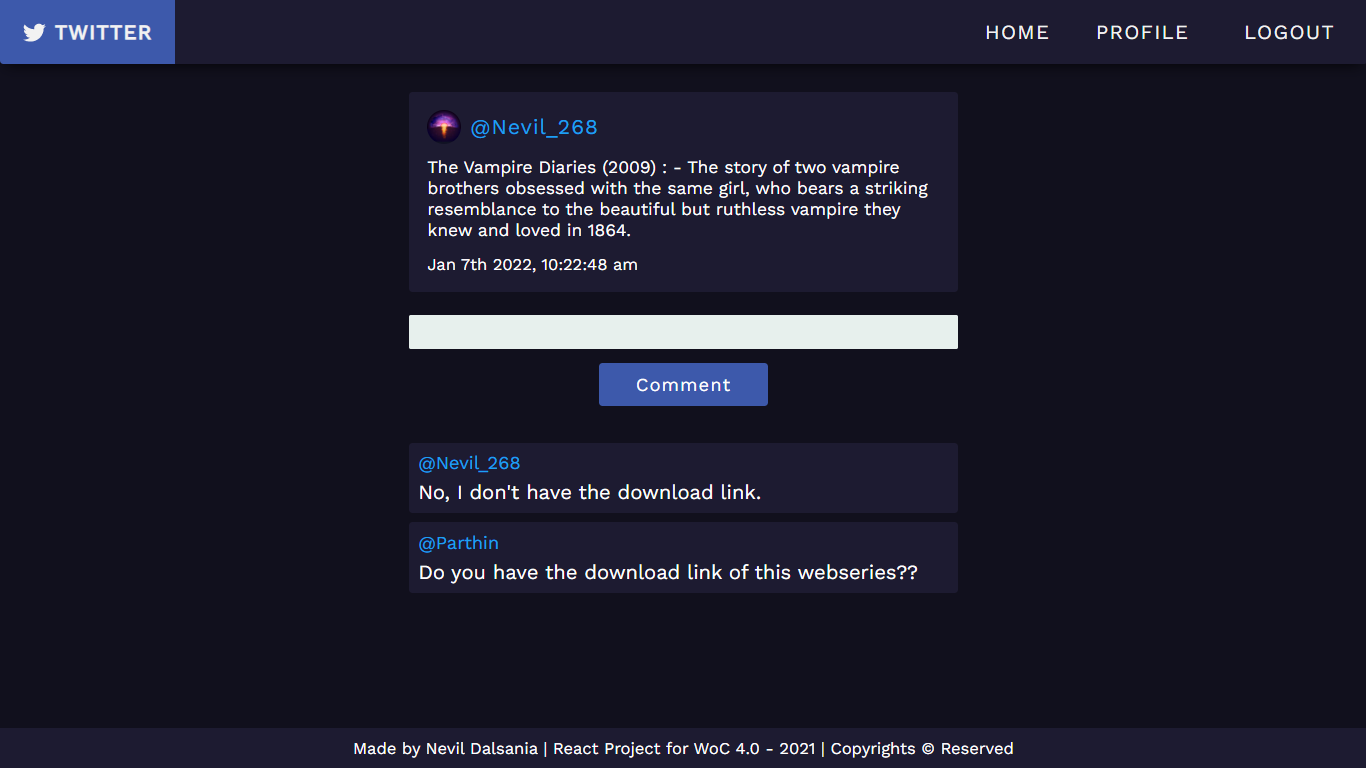 TWITTER HOME PROFILE LOGOUT
@Nevil_268
The Vampire Diaries (2009) : - The story of two vampire
brothers obsessed with the same girl, who bears a striking
resemblance to the beautiful but ruthless vampire they
knew and loved in 1864.
Jan 7th 2022, 10:22:48 am
Comment
@Nevil_268
No, I don't have the download link.
@Parthin
Do you have the download link of this webseries??
Made by Nevil Dalsania | React Project for WoC 4.0 - 2021 | Copyrights © Reserved